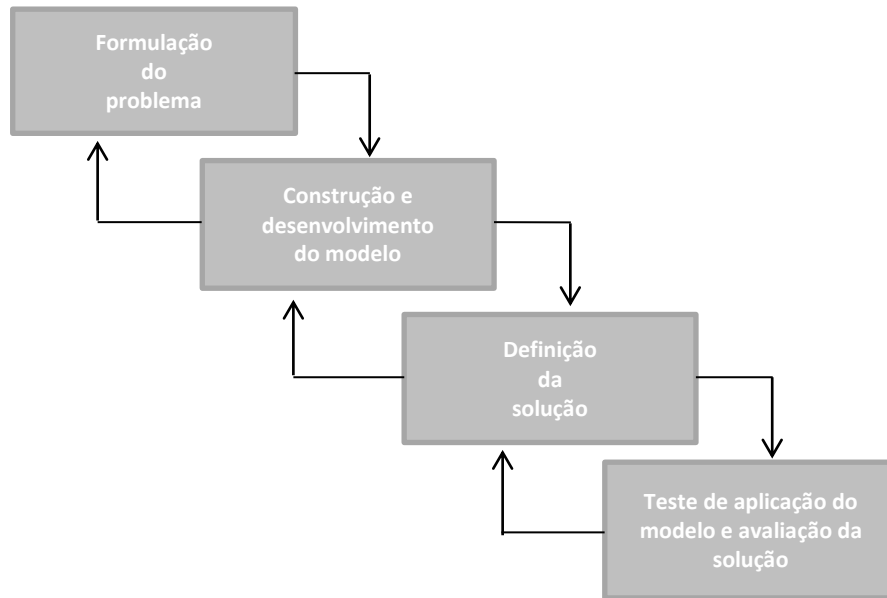 Formulação
do
problema
Construção e
desenvolvimento
do modelo
Definição
da
solução
Teste de aplicação do
modelo e avaliação da
solução